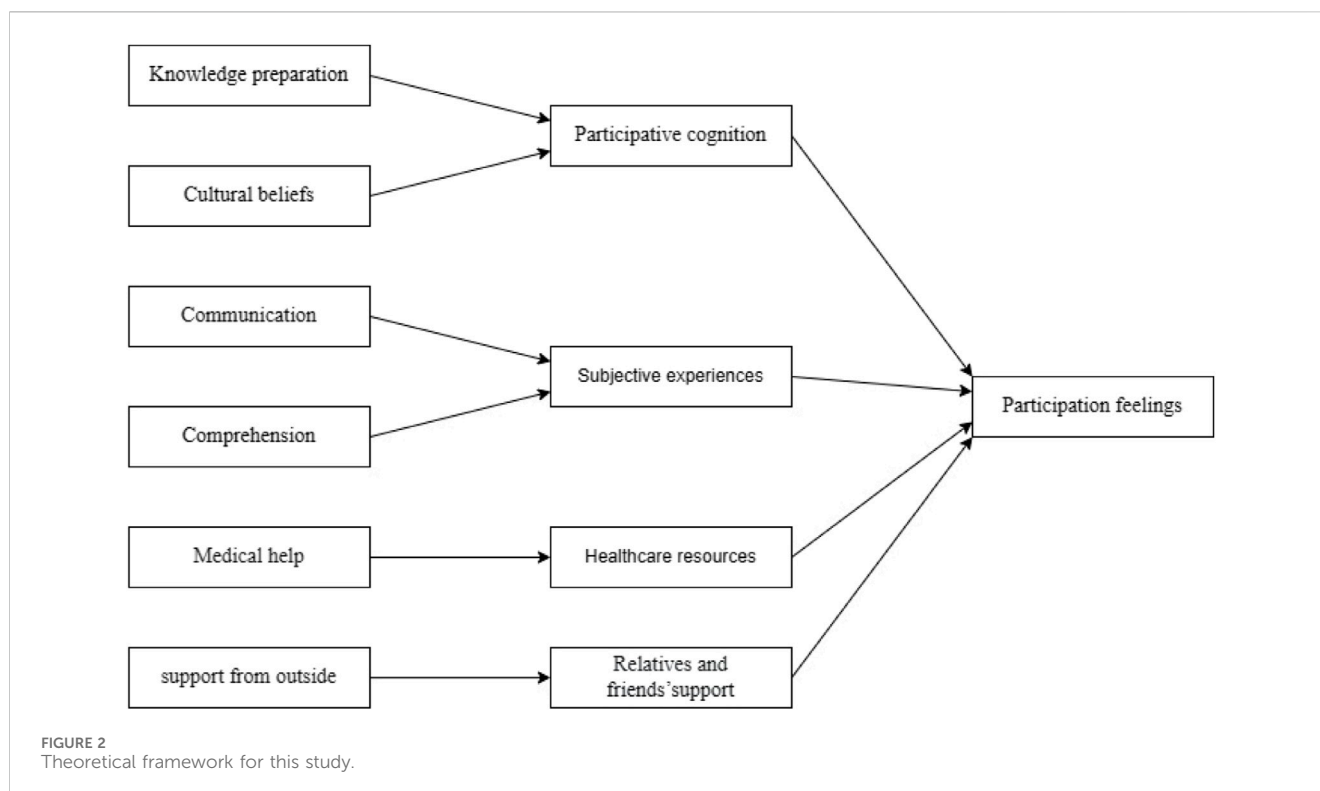 Knowledge preparation
Participative cognition
Cultural beliefs
Communication
Subjective experiences
Participation feelings
Comprehension
Medical help
Healthcare resources
support from outside
Relatives and
friends’support
FIGURE 2
Theoretical framework for this study.